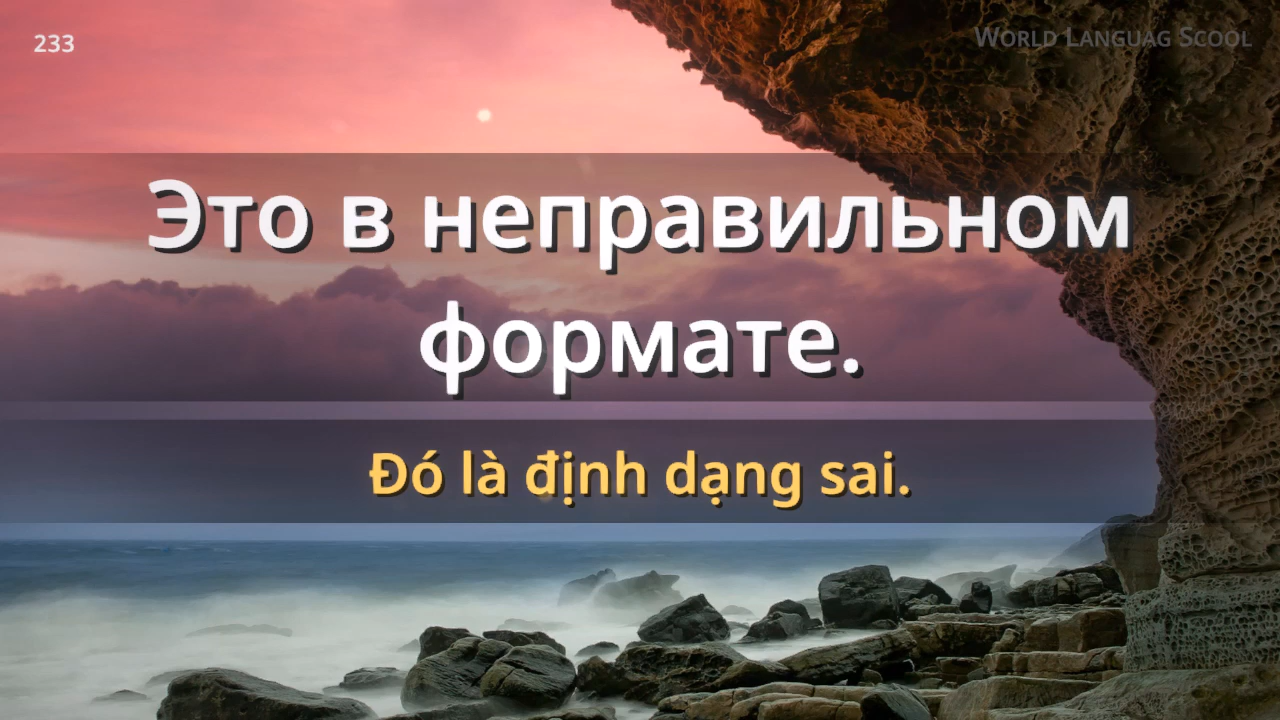 233
World Languag Scool
Это в неправильном
формате.
Đó là định dạng sai.